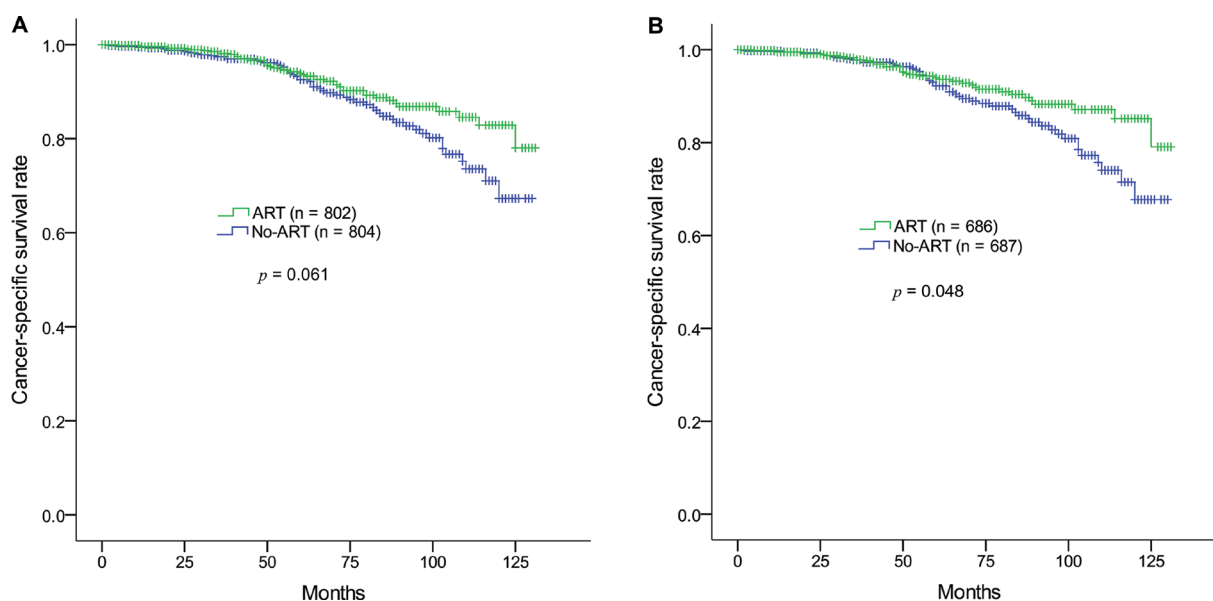 A
Cancer-specific survival rate
1.0
0.8
0.6
0.4
0.2
0.0
ART (n = 802)
No-ART (n = 804)
p = 0.061
0 25 50 75 100 125
Months
B
Cancer-specific survival rate
1.0
0.8
0.6
0.4
0.2
0.0
ART (n = 686)
No-ART (n = 687)
p = 0.048
0 25 50 75 100 125
Months